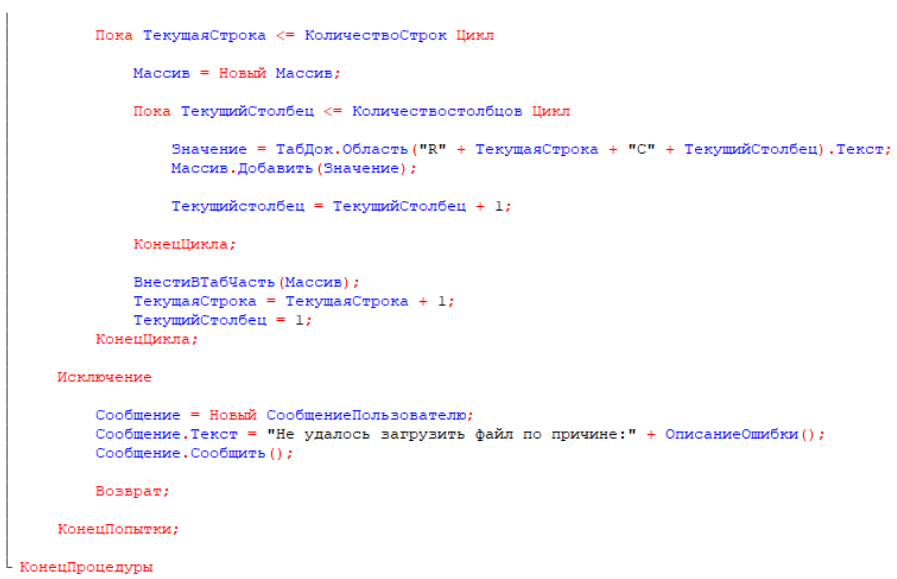 Пока ТекущаяСтрока <= КоличествоСтрок Цикл
Массив = Новый Массив;
Пока ТекущийСтолбец <= Количествостолбцов Цикл
Значение = ТабДок.Область("R" + ТекущаяСтрока + "C" + ТекущийСтолбец).Текст;
Массив.Добавить(Значение);
Текущийстолбец = ТекущийСтолбец + 1;
КонецЦикла;
ВнестиВТабЧасть(Массив);
ТекущаяСтрока = ТекущаяСтрока + 1;
ТекущийСтолбец = 1;
КонецЦикла;
Исключение
Сообщение = Новый СообщениеПользователю;
Сообщение.Текст = "Не удалось загрузить файл по причине:" + ОписаниеОшибки();
Сообщение.Сообщить();
Возврат;
КонецПопытки;
КонецПроцедуры